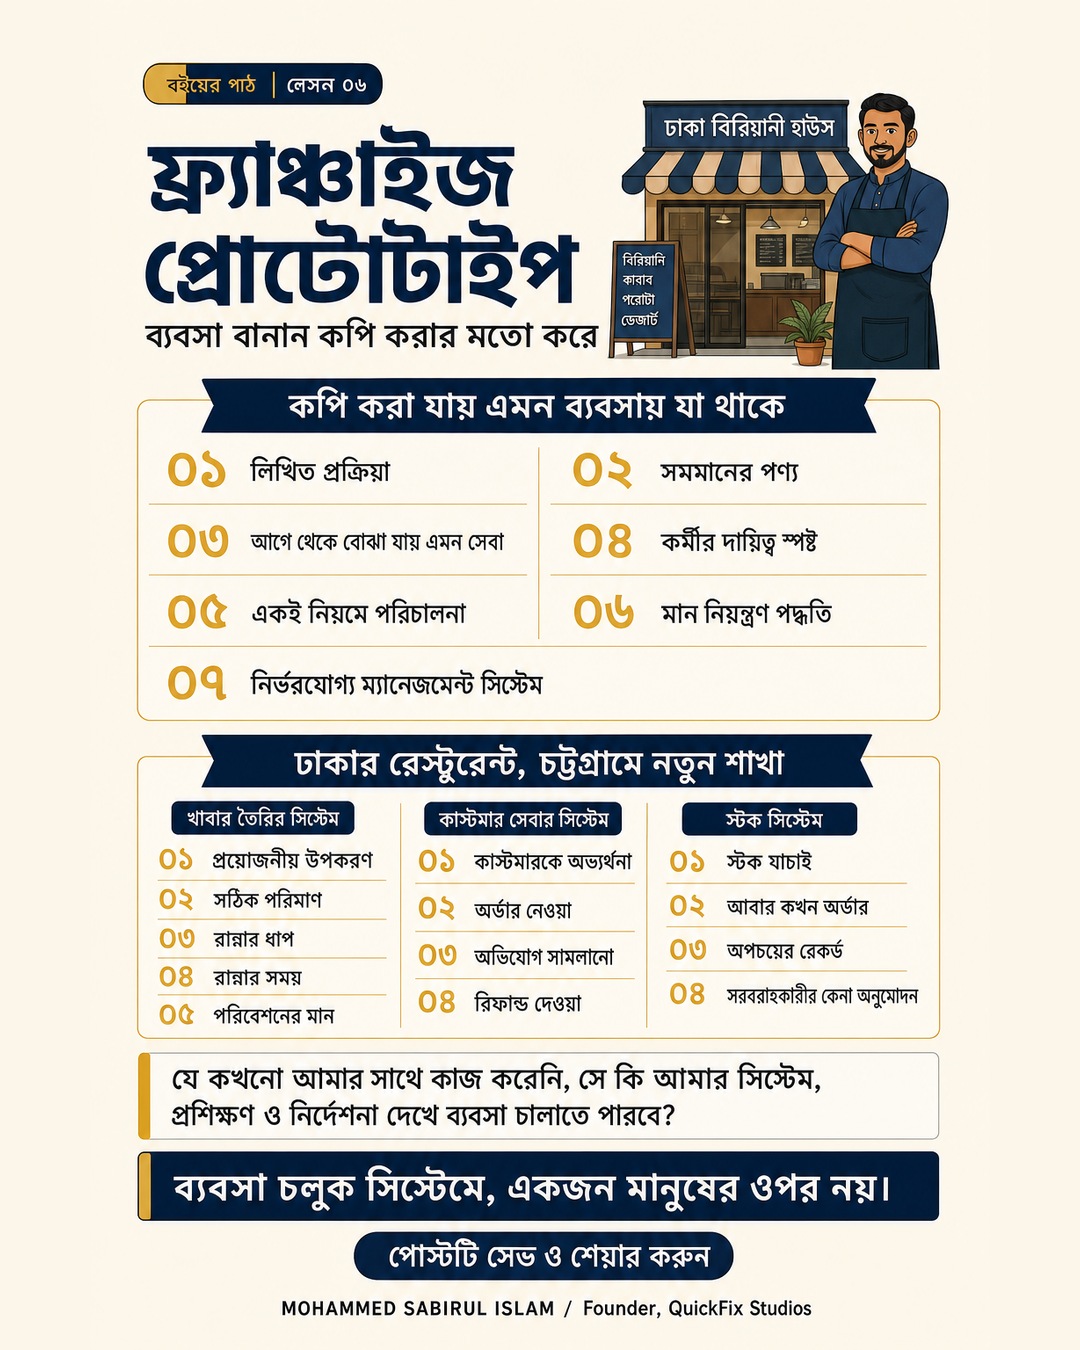 বইয়ের পাঠ | লেসন ০৬
ফ্র্যাঞ্চাইজ
প্রোটোটাইপ
ব্যবসা বানান কপি করার মতো করে
ঢাকা বিরিয়ানী হাউস
বিরিয়ানি
কাবাব
পরোটা
ডেজার্ট
কপি করা যায় এমন ব্যবসায় যা থাকে
০১ লিখিত প্রক্রিয়া
০২ সমমানের পণ্য
০৩ আগে থেকে বোঝা যায় এমন সেবা
০৪ কর্মীর দায়িত্ব স্পষ্ট
০৫ একই নিয়মে পরিচালনা
০৬ মান নিয়ন্ত্রণ পদ্ধতি
০৭ নির্ভরযোগ্য ম্যানেজমেন্ট সিস্টেম
ঢাকার রেস্টুরেন্ট, চট্টগ্রামে নতুন শাখা
খাবার তৈরির সিস্টেম
০১ প্রয়োজনীয় উপকরণ
০২ সঠিক পরিমাণ
০৩ রান্নার ধাপ
০৪ রান্নার সময়
০৫ পরিবেশনের মান
কাস্টমার সেবার সিস্টেম
০১ কাস্টমারকে অভ্যর্থনা
০২ অর্ডার নেওয়া
০৩ অভিযোগ সামলানো
০৪ রিফান্ড দেওয়া
স্টক সিস্টেম
০১ স্টক যাচাই
০২ আবার কখন অর্ডার
০৩ অপচয়ের রেকর্ড
০৪ সরবরাহকারীর কেনা অনুমোদন
যে কখনো আমার সাথে কাজ করেনি, সে কি আমার সিস্টেম,
প্রশিক্ষণ ও নির্দেশনা দেখে ব্যবসা চালাতে পারবে?
ব্যবসা চলুক সিস্টেমে, একজন মানুষের ওপর নয়।
পোস্টটি সেভ ও শেয়ার করুন
MOHAMMED SABIRUL ISLAM / Founder, QuickFix Studios